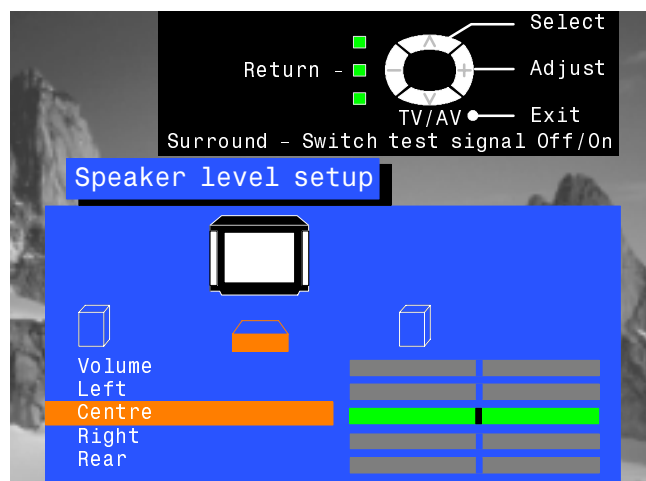 Select
Return –
Adjust
TV/AV
Exit
Surround – Switch test signal Off/On
Speaker level setup
Volume
Left
Centre
Right
Rear